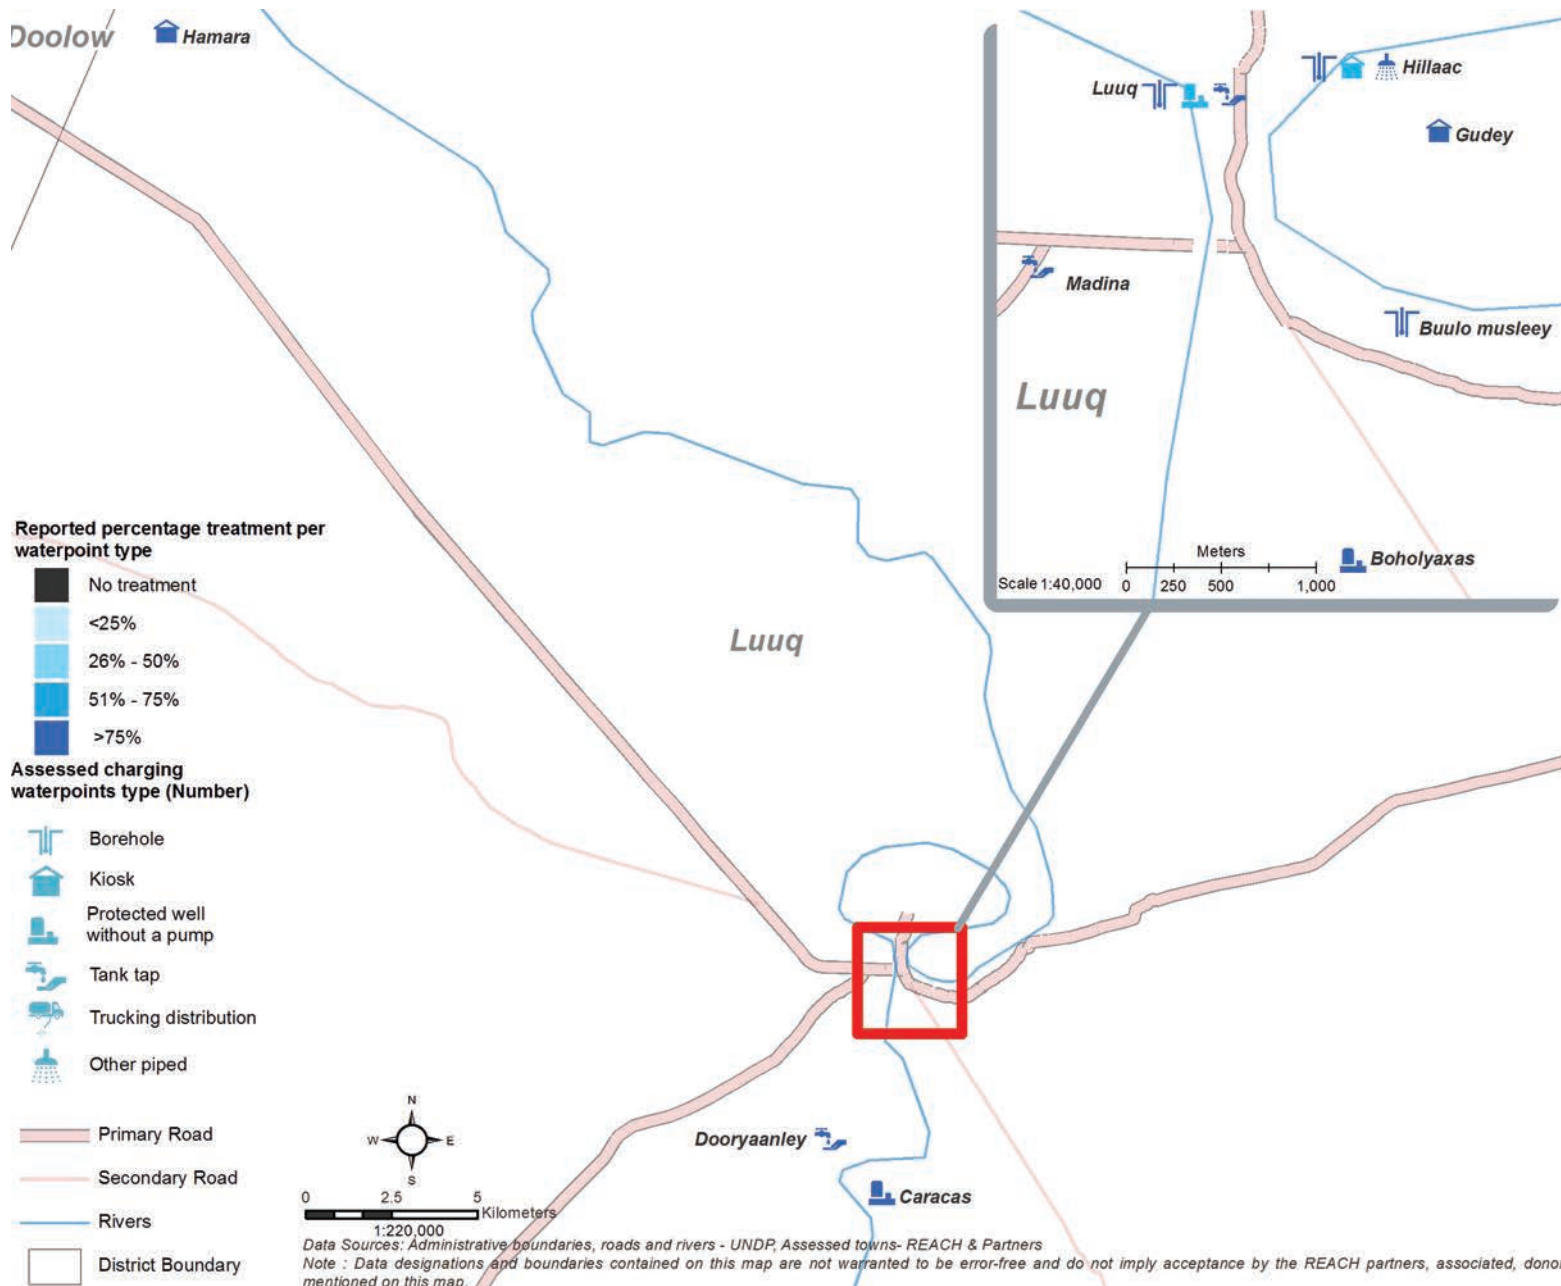 Doolow
Hamara
Luuq
Hillaac
Gudey
Madina
Buulo musleey
Luuq
Boholyaxas
Meters
Scale 1:40,000
0 250 500 1,000
Luuq
Reported percentage treatment per
waterpoint type
No treatment
<25%
26% - 50%
51% - 75%
>75%
Assessed charging
waterpoints type (Number)
Borehole
Kiosk
Protected well
without a pump
Tank tap
Trucking distribution
Other piped
Primary Road
Secondary Road
Rivers
District Boundary
N
W E
S
0 2.5 5
Kilometers
1:220,000
Dooryaanley
Caracas
Data Sources: Administrative boundaries, roads and rivers - UNDP, Assessed towns- REACH & Partners
Note : Data designations and boundaries contained on this map are not warranted to be error-free and do not imply acceptance by the REACH partners, associated, dono
mentioned on this map.